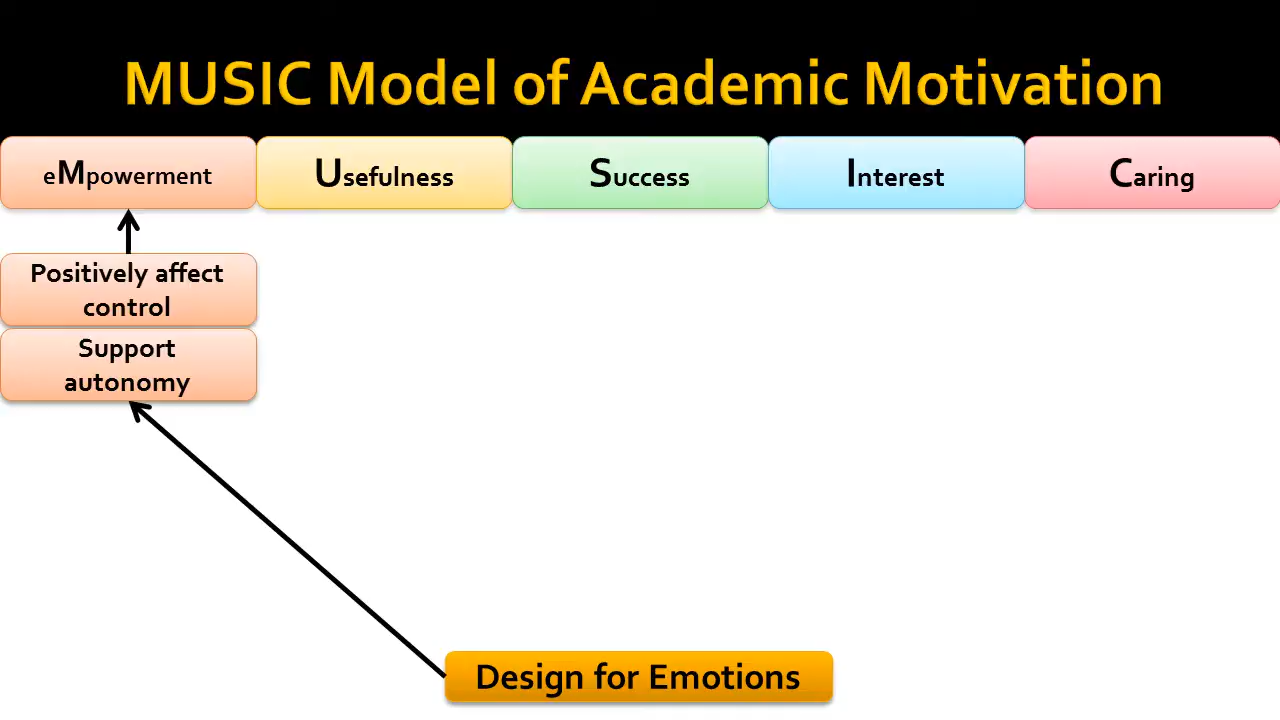 MUSIC Model of Academic Motivation
eMpowerment
Usefulness
Success
Interest
Caring
Positively affect
control
Support
autonomy
Design for Emotions